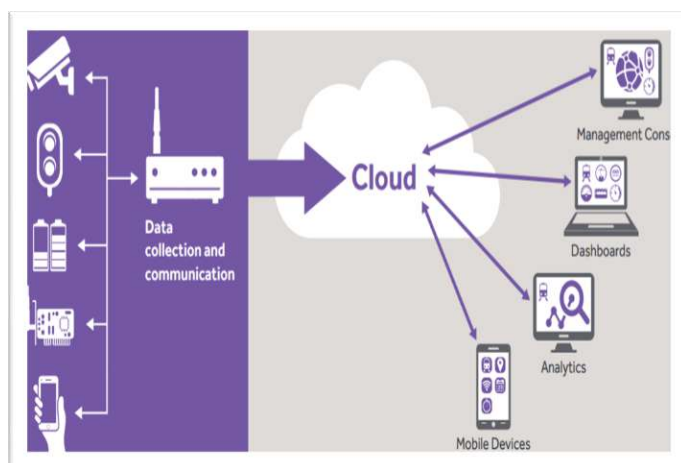 Data
collection and
communication
Cloud
Management Cons
Dashboards
Analytics
Mobile Devices